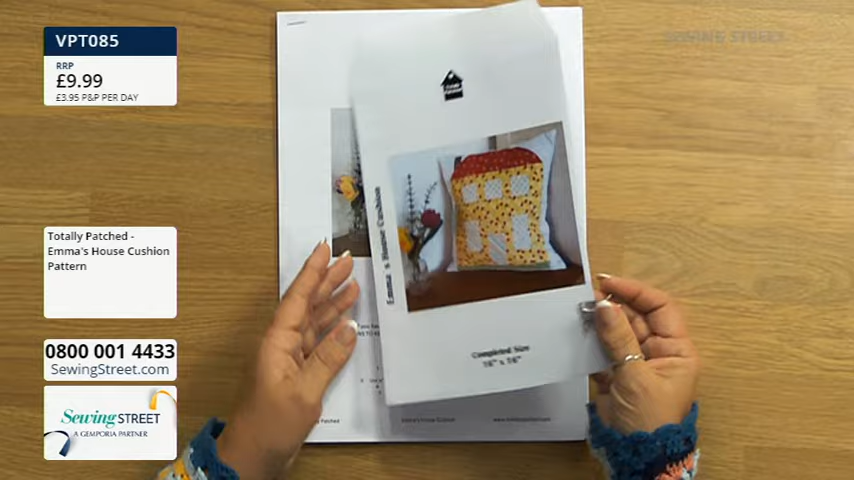 VPT085
RRP
£9.99
£3.95 P&P PER DAY
SEWING STREET
Emma's House Cushion
Completed Size
Totally Patched -
Emma's House Cushion
Pattern
0800 001 4433
SewingStreet.com
Sewing STREET
A GEMPORIA PARTNER